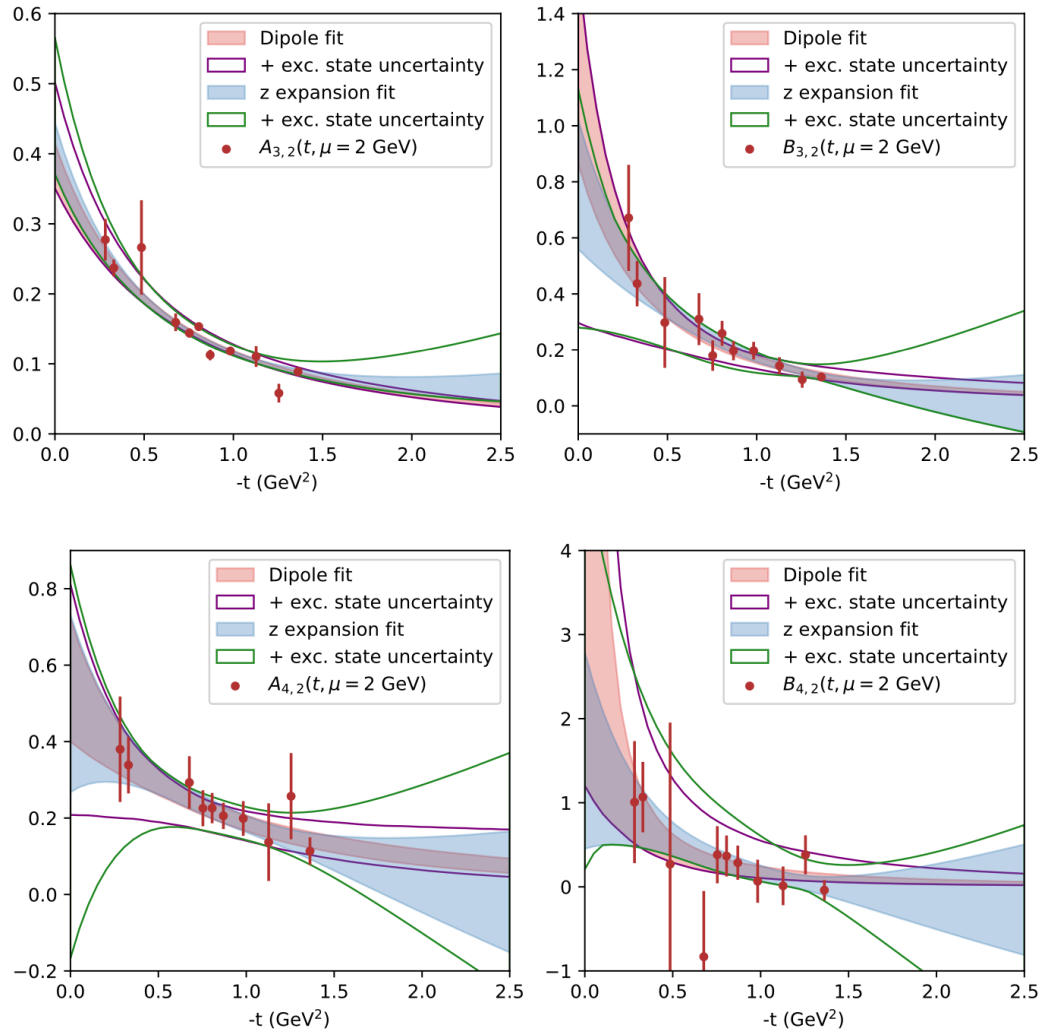 0.6
0.5
0.4
0.3
0.2
0.1
0.0
0.0 0.5 1.0 1.5 2.0 2.5
-t (GeV²)
Dipole fit
+ exc. state uncertainty
z expansion fit
+ exc. state uncertainty
A₃,₂(t, μ = 2 GeV)
1.4
1.2
1.0
0.8
0.6
0.4
0.2
0.0
0.0 0.5 1.0 1.5 2.0 2.5
-t (GeV²)
Dipole fit
+ exc. state uncertainty
z expansion fit
+ exc. state uncertainty
B₃,₂(t, μ = 2 GeV)
0.8
0.6
0.4
0.2
0.0
−0.2
0.0 0.5 1.0 1.5 2.0 2.5
-t (GeV²)
Dipole fit
+ exc. state uncertainty
z expansion fit
+ exc. state uncertainty
A₄,₂(t, μ = 2 GeV)
4
3
2
1
0
−1
0.0 0.5 1.0 1.5 2.0 2.5
-t (GeV²)
Dipole fit
+ exc. state uncertainty
z expansion fit
+ exc. state uncertainty
B₄,₂(t, μ = 2 GeV)